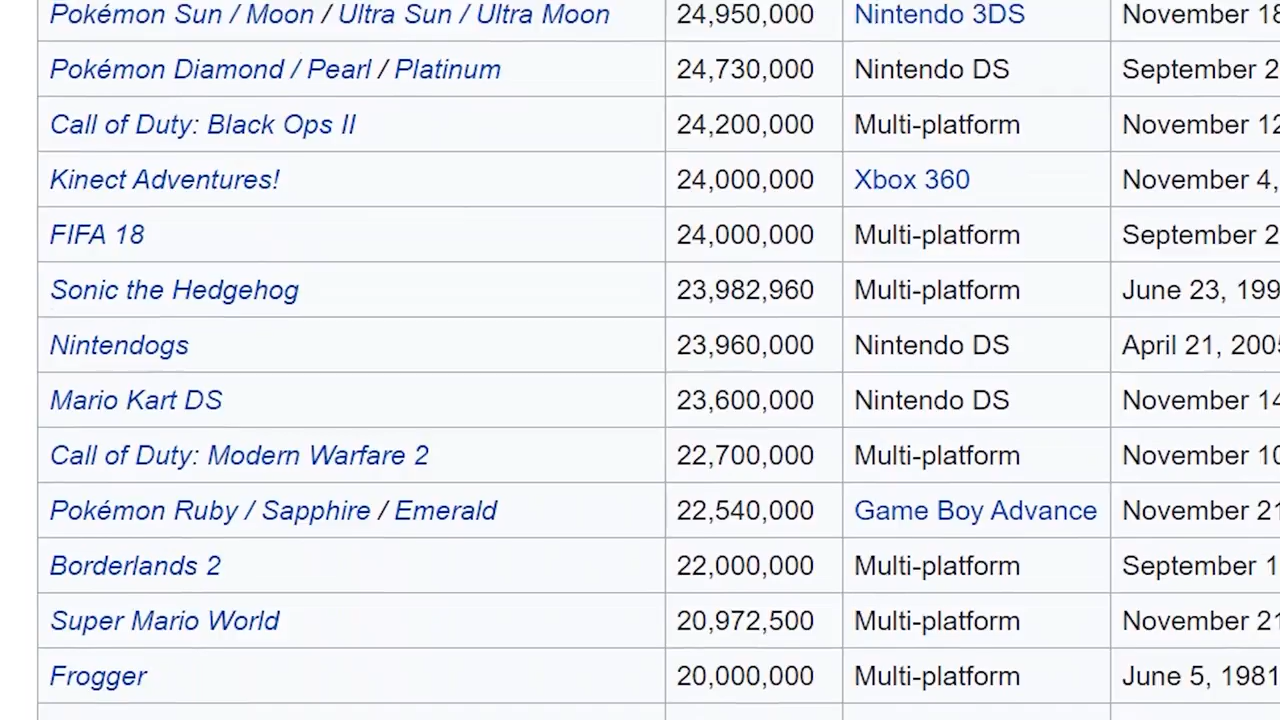 Pokémon Sun / Moon / Ultra Sun / Ultra Moon 24,950,000 Nintendo 3DS November 18
Pokémon Diamond / Pearl / Platinum 24,730,000 Nintendo DS September 2
Call of Duty: Black Ops II 24,200,000 Multi-platform November 12
Kinect Adventures! 24,000,000 Xbox 360 November 4,
FIFA 18 24,000,000 Multi-platform September 2
Sonic the Hedgehog 23,982,960 Multi-platform June 23, 199
Nintendogs 23,960,000 Nintendo DS April 21, 2005
Mario Kart DS 23,600,000 Nintendo DS November 14
Call of Duty: Modern Warfare 2 22,700,000 Multi-platform November 10
Pokémon Ruby / Sapphire / Emerald 22,540,000 Game Boy Advance November 21
Borderlands 2 22,000,000 Multi-platform September 1
Super Mario World 20,972,500 Multi-platform November 21
Frogger 20,000,000 Multi-platform June 5, 1981